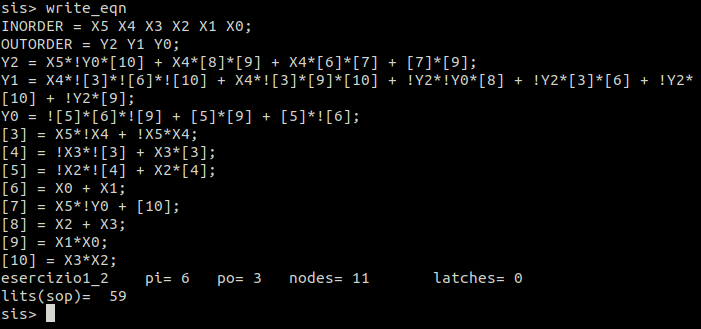 sis> write_eqn
INORDER = X5 X4 X3 X2 X1 X0;
OUTORDER = Y2 Y1 Y0;
Y2 = X5*!Y0*[10] + X4*[8]*[9] + X4*[6]*[7] + [7]*[9];
Y1 = X4*![3]*![6]*![10] + X4*![3]*[9]*[10] + !Y2*!Y0*[8] + !Y2*[3]*[6] + !Y2*
[10] + !Y2*[9];
Y0 = ![5]*[6]*![9] + [5]*[9] + [5]*![6];
[3] = X5*!X4 + !X5*X4;
[4] = !X3*![3] + X3*[3];
[5] = !X2*![4] + X2*[4];
[6] = X0 + X1;
[7] = X5*!Y0 + [10];
[8] = X2 + X3;
[9] = X1*X0;
[10] = X3*X2;
esercizio1_2    pi= 6   po= 3   nodes= 11       latches= 0
lits(sop)=  59
sis>